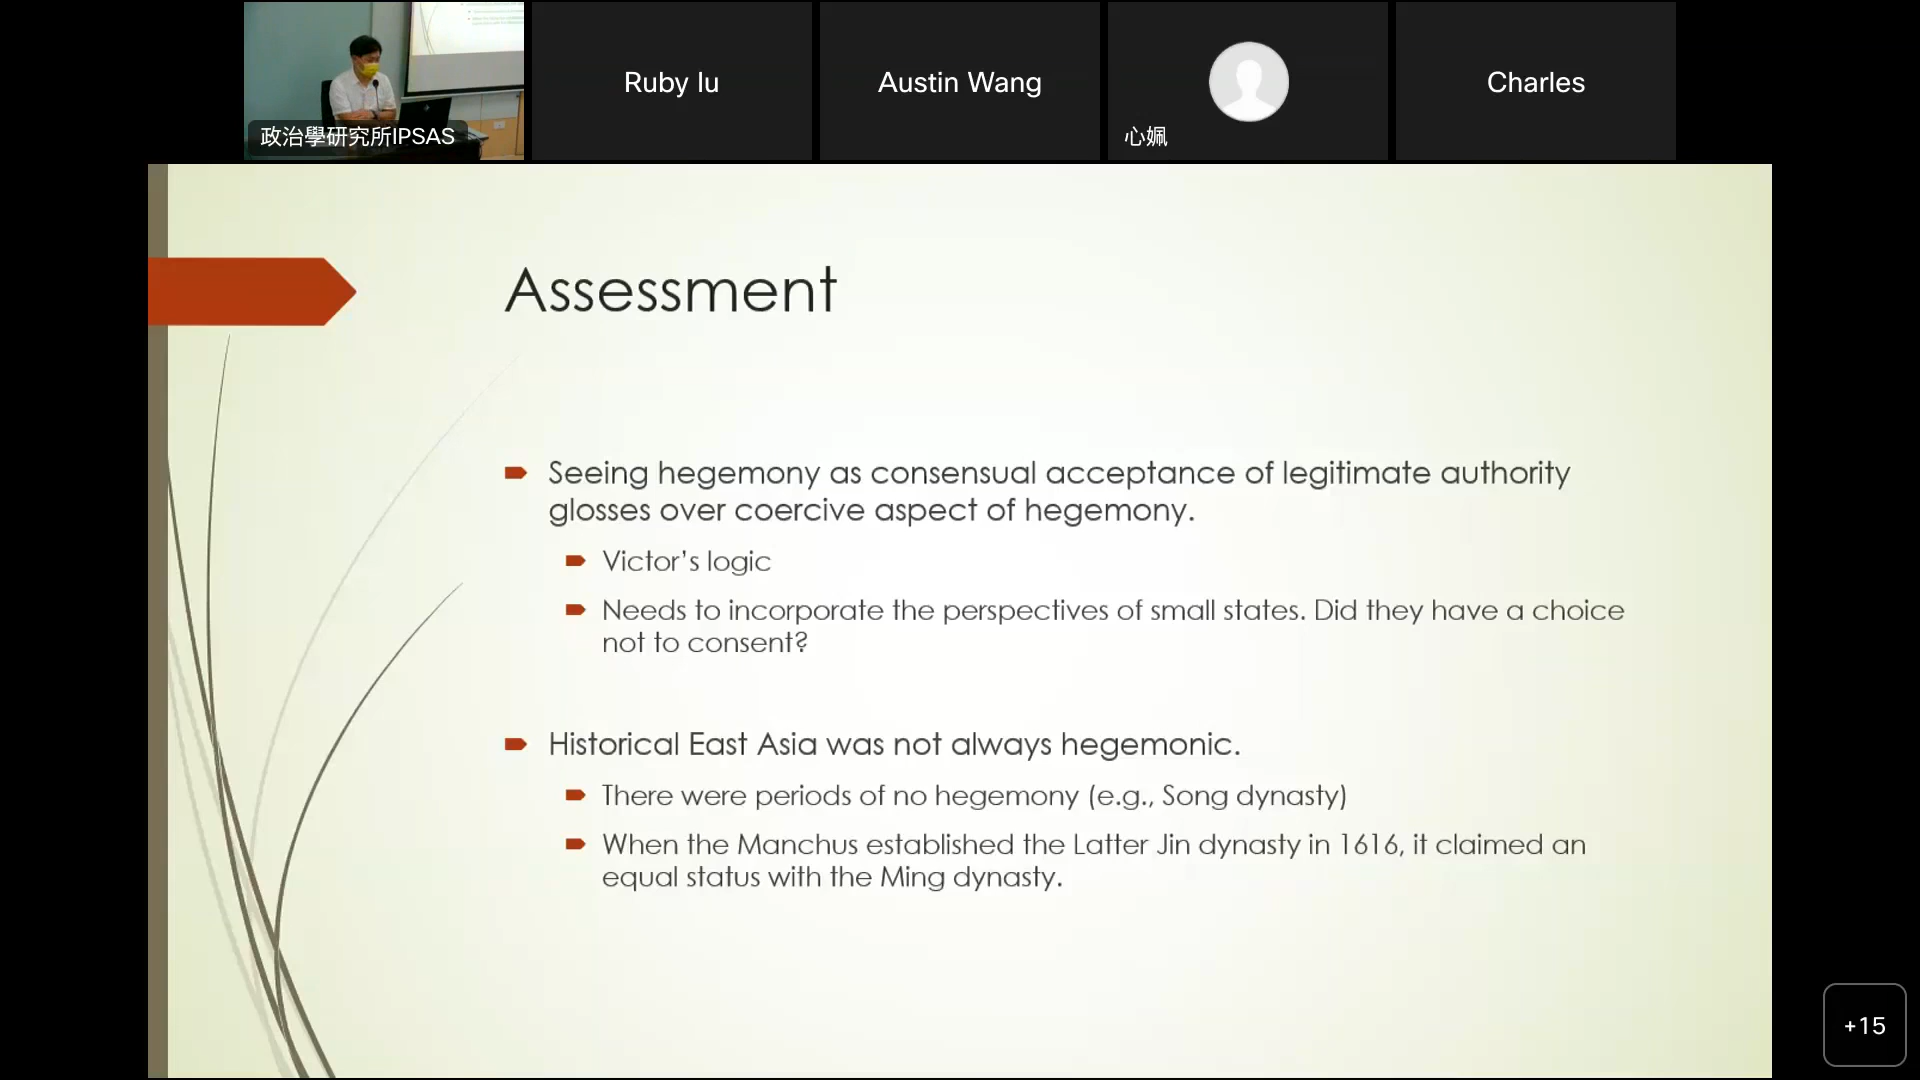 政治學研究所IPSAS
Ruby lu
Austin Wang
心姵
Charles
Assessment
Seeing hegemony as consensual acceptance of legitimate authority
glosses over coercive aspect of hegemony.
Victor’s logic
Needs to incorporate the perspectives of small states. Did they have a choice
not to consent?
Historical East Asia was not always hegemonic.
There were periods of no hegemony (e.g., Song dynasty)
When the Manchus established the Latter Jin dynasty in 1616, it claimed an
equal status with the Ming dynasty.
+15